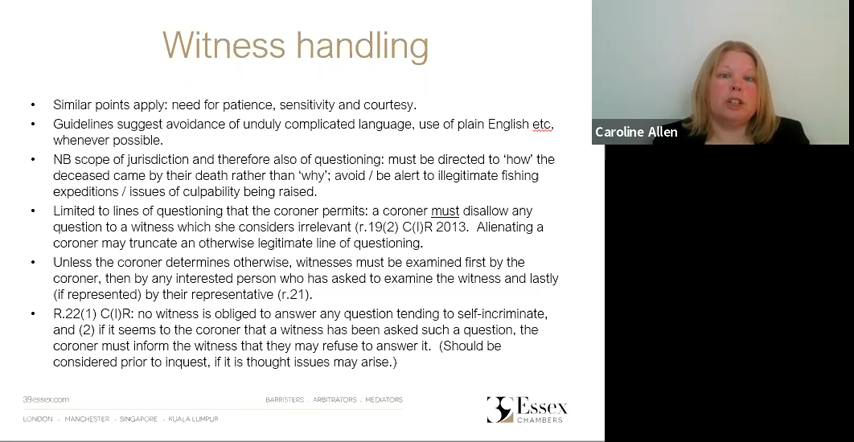 Witness handling
• Similar points apply: need for patience, sensitivity and courtesy.
• Guidelines suggest avoidance of unduly complicated language, use of plain English etc,
whenever possible.
• NB scope of jurisdiction and therefore also of questioning: must be directed to ‘how’ the
deceased came by their death rather than ‘why’; avoid / be alert to illegitimate fishing
expeditions / issues of culpability being raised.
• Limited to lines of questioning that the coroner permits: a coroner must disallow any
question to a witness which she considers irrelevant (r.19(2) C(I)R 2013. Alienating a
coroner may truncate an otherwise legitimate line of questioning.
• Unless the coroner determines otherwise, witnesses must be examined first by the
coroner, then by any interested person who has asked to examine the witness and lastly
(if represented) by their representative (r.21).
• R.22(1) C(I)R: no witness is obliged to answer any question tending to self-incriminate,
and (2) if it seems to the coroner that a witness has been asked such a question, the
coroner must inform the witness that they may refuse to answer it. (Should be
considered prior to inquest, if it is thought issues may arise.)
39essex.com
BARRISTERS . ARBITRATORS . MEDIATORS
LONDON . MANCHESTER . SINGAPORE . KUALA LUMPUR
39 Essex
CHAMBERS
Caroline Allen